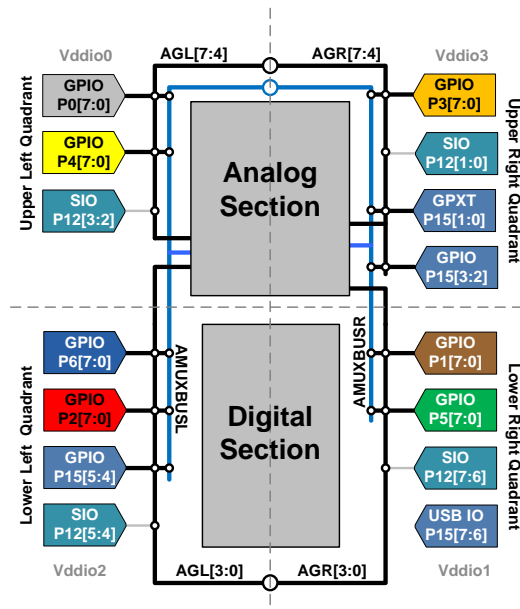 AGL[7:4]
AGR[7:4]
Vddio0
Vddio3
GPIO
P0[7:0]
GPIO
P4[7:0]
SIO
P12[3:2]
Upper Left Quadrant
Analog
Section
GPIO
P3[7:0]
SIO
P12[1:0]
GPXT
P15[1:0]
GPIO
P15[3:2]
Upper Right Quadrant
GPIO
P6[7:0]
GPIO
P2[7:0]
GPIO
P15[5:4]
SIO
P12[5:4]
Lower Left Quadrant
AMUXBUSL
Digital
Section
AMUXBUSR
GPIO
P1[7:0]
GPIO
P5[7:0]
SIO
P12[7:6]
USB IO
P15[7:6]
Lower Right Quadrant
Vddio2
AGL[3:0]
AGR[3:0]
Vddio1